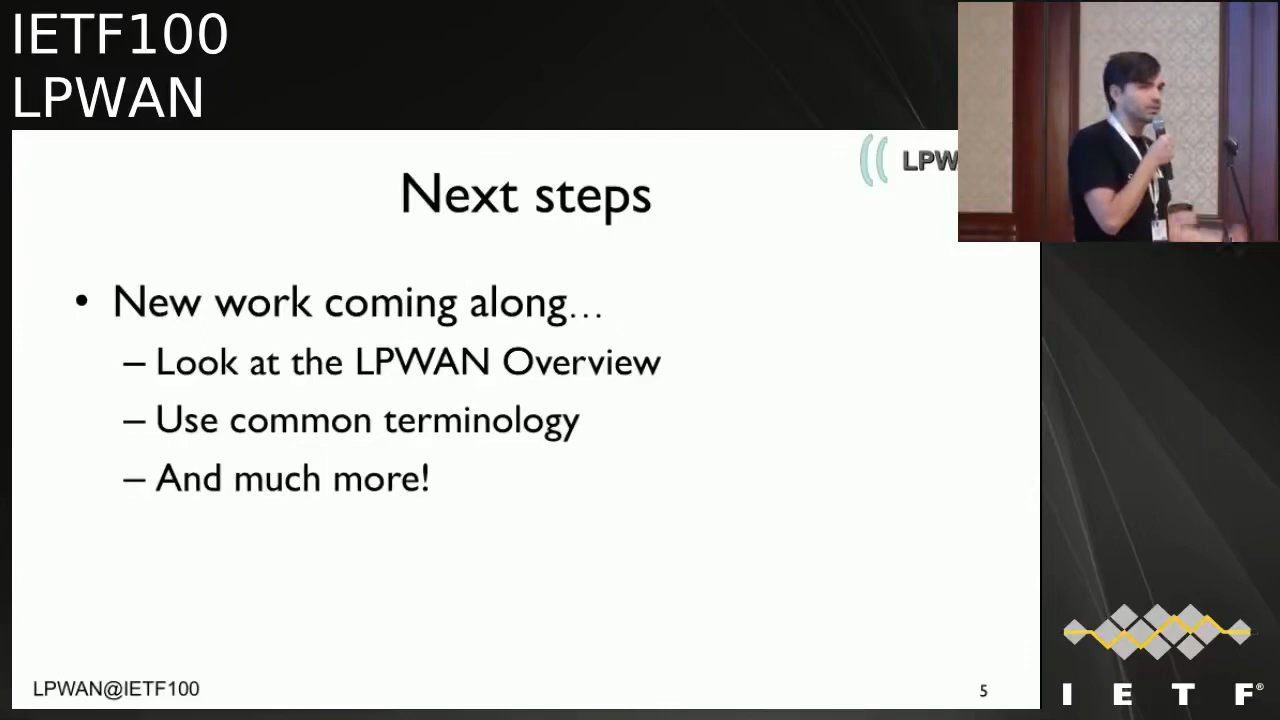 IETF100
LPWAN
LPW
Next steps
• New work coming along…
– Look at the LPWAN Overview
– Use common terminology
– And much more!
LPWAN@IETF100
5
I E T F®